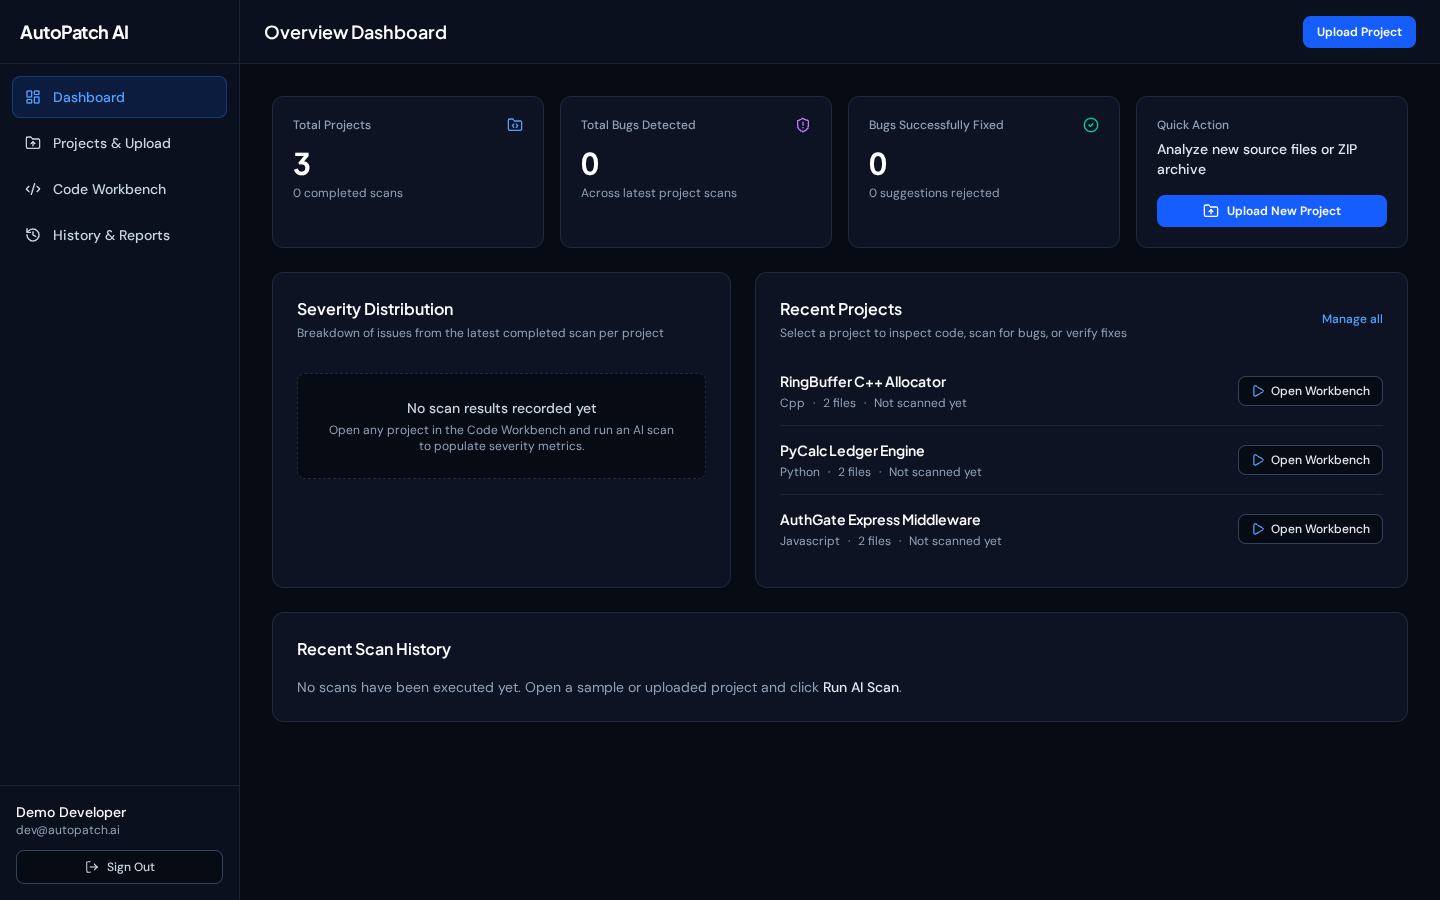 AutoPatch AI
Overview Dashboard
Upload Project
Dashboard
Projects & Upload
Code Workbench
History & Reports
Total Projects
3
0 completed scans
Total Bugs Detected
0
Across latest project scans
Bugs Successfully Fixed
0
0 suggestions rejected
Quick Action
Analyze new source files or ZIP
archive
Upload New Project
Severity Distribution
Breakdown of issues from the latest completed scan per project
No scan results recorded yet
Open any project in the Code Workbench and run an AI scan
to populate severity metrics.
Recent Projects
Select a project to inspect code, scan for bugs, or verify fixes
Manage all
RingBuffer C++ Allocator
Cpp · 2 files · Not scanned yet
Open Workbench
PyCalc Ledger Engine
Python · 2 files · Not scanned yet
Open Workbench
AuthGate Express Middleware
Javascript · 2 files · Not scanned yet
Open Workbench
Recent Scan History
No scans have been executed yet. Open a sample or uploaded project and click Run AI Scan.
Demo Developer
dev@autopatch.ai
Sign Out